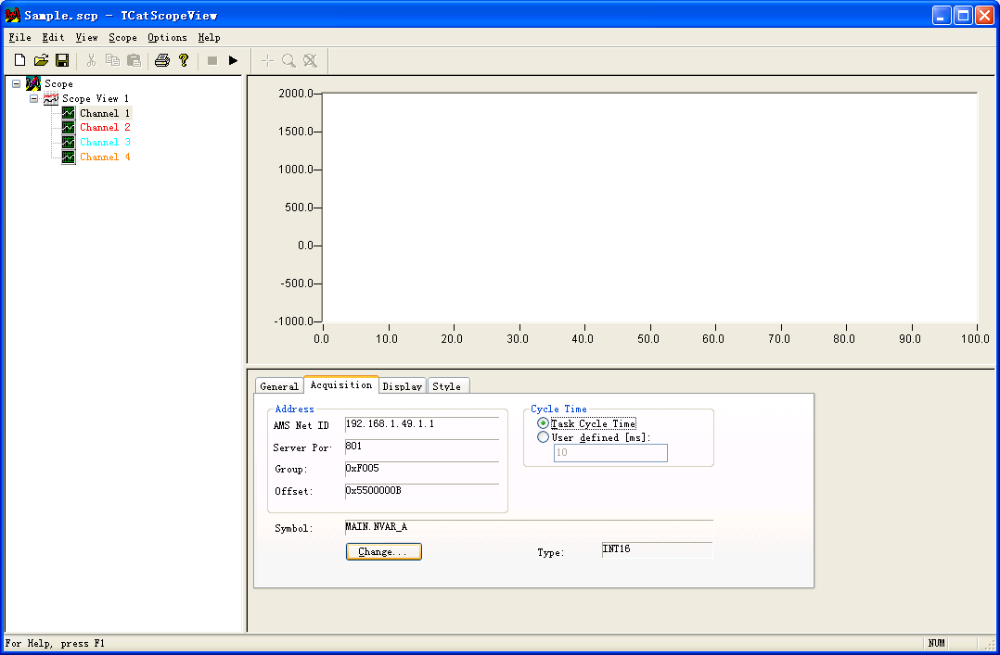 Sample.scp - TCatScopeView
File Edit View Scope Options Help
Scope
Scope View 1
Channel 1
Channel 2
Channel 3
Channel 4
2000.0
1500.0
1000.0
500.0
0.0
-500.0
-1000.0
0.0 10.0 20.0 30.0 40.0 50.0 60.0 70.0 80.0 90.0 100.0
General Acquisition Display Style
Address
AMS Net ID 192.168.1.49.1.1
Server Por 801
Group: 0xF005
Offset: 0x5500000B
Cycle Time
Task Cycle Time
User defined [ms]:
10
Symbol: MAIN.NVAR_A
Change...
Type: INT16
For Help, press F1
NUM